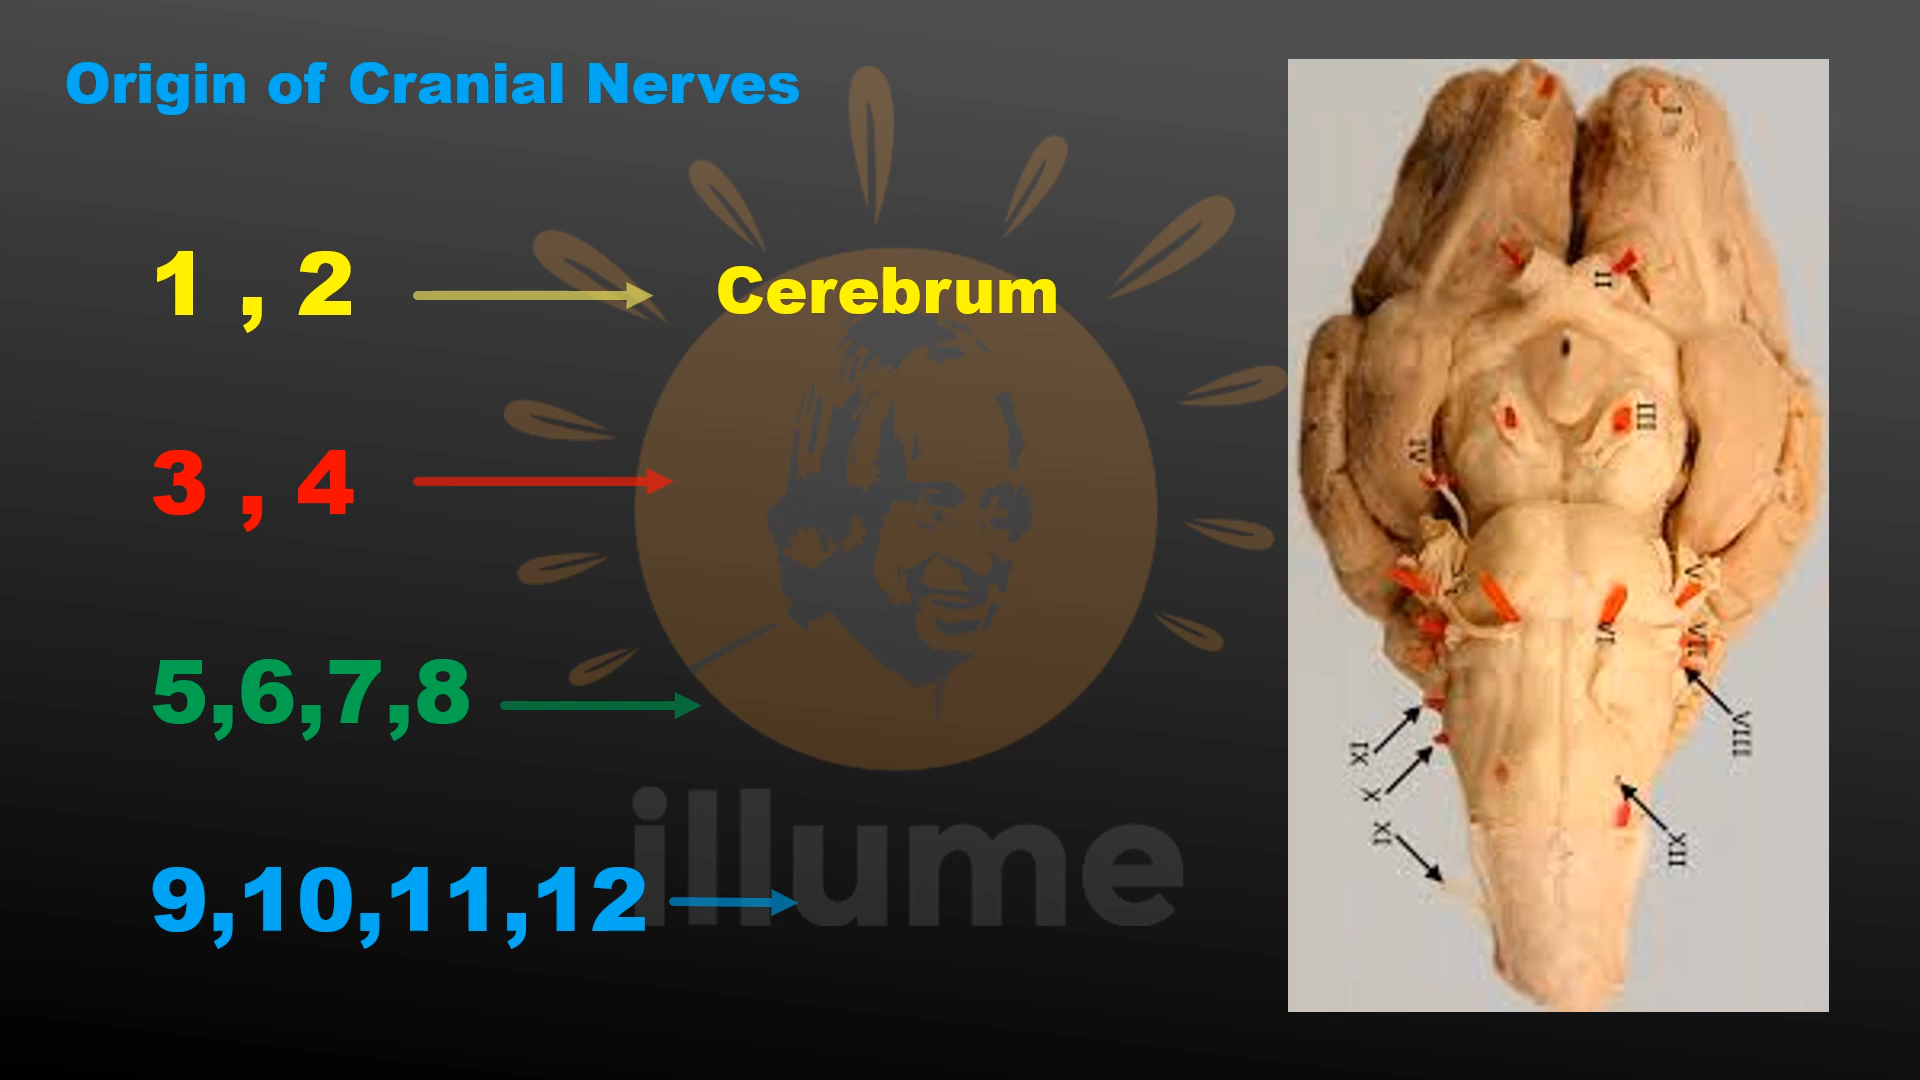 Origin of Cranial Nerves
1 , 2
Cerebrum
3 , 4
5,6,7,8
9,10,11,12
illume
I
II
III
IV
V
VI
VII
VIII
IX
X
XI
XII